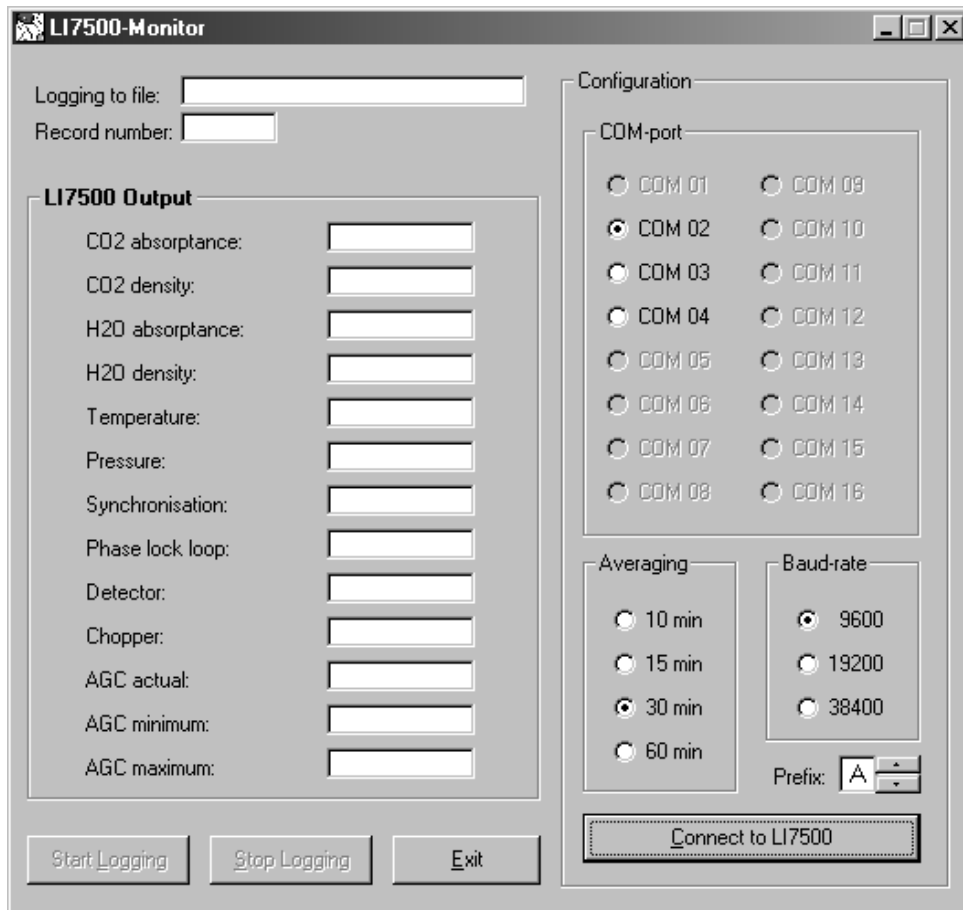 LI7500-Monitor
Logging to file:
Record number:
LI7500 Output
CO2 absorptance:
CO2 density:
H2O absorptance:
H2O density:
Temperature:
Pressure:
Synchronisation:
Phase lock loop:
Detector:
Chopper:
AGC actual:
AGC minimum:
AGC maximum:
Start Logging
Stop Logging
Exit
Configuration
COM-port
COM 01
COM 02
COM 03
COM 04
COM 05
COM 06
COM 07
COM 08
COM 09
COM 10
COM 11
COM 12
COM 13
COM 14
COM 15
COM 16
Averaging
10 min
15 min
30 min
60 min
Baud-rate
9600
19200
38400
Prefix: A
Connect to LI7500